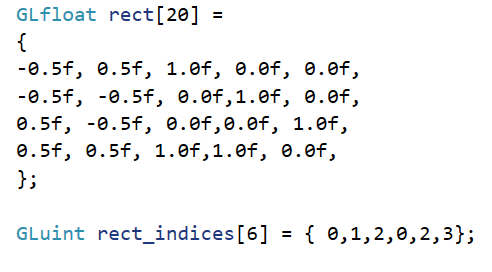 GLfloat rect[20] =
{
-0.5f, 0.5f, 1.0f, 0.0f, 0.0f,
-0.5f, -0.5f, 0.0f,1.0f, 0.0f,
0.5f, -0.5f, 0.0f,0.0f, 1.0f,
0.5f, 0.5f, 1.0f,1.0f, 0.0f,
};
GLuint rect_indices[6] = { 0,1,2,0,2,3};